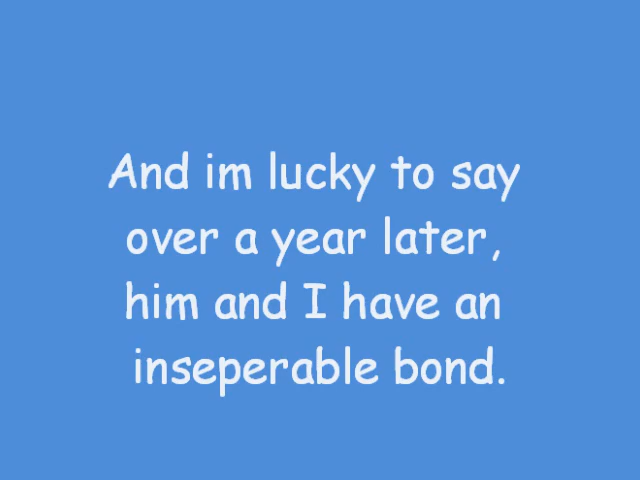 And im lucky to say
over a year later,
him and I have an
inseperable bond.